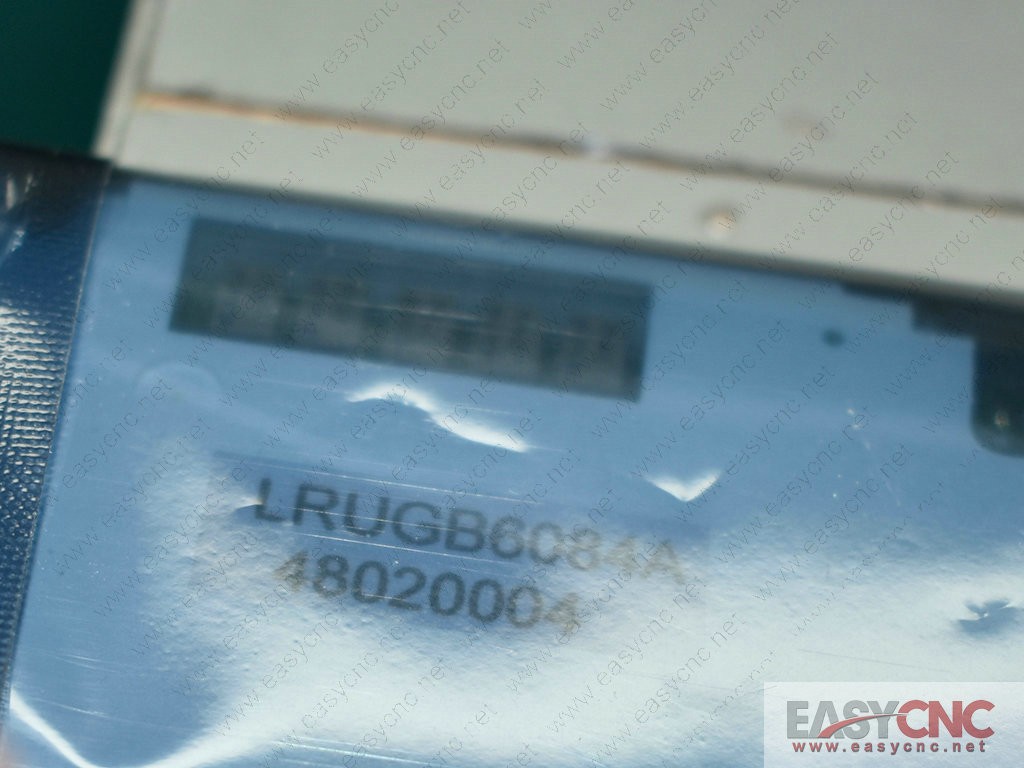 LRUGB6084A
48020004
EASYCNC
www.easycnc.net